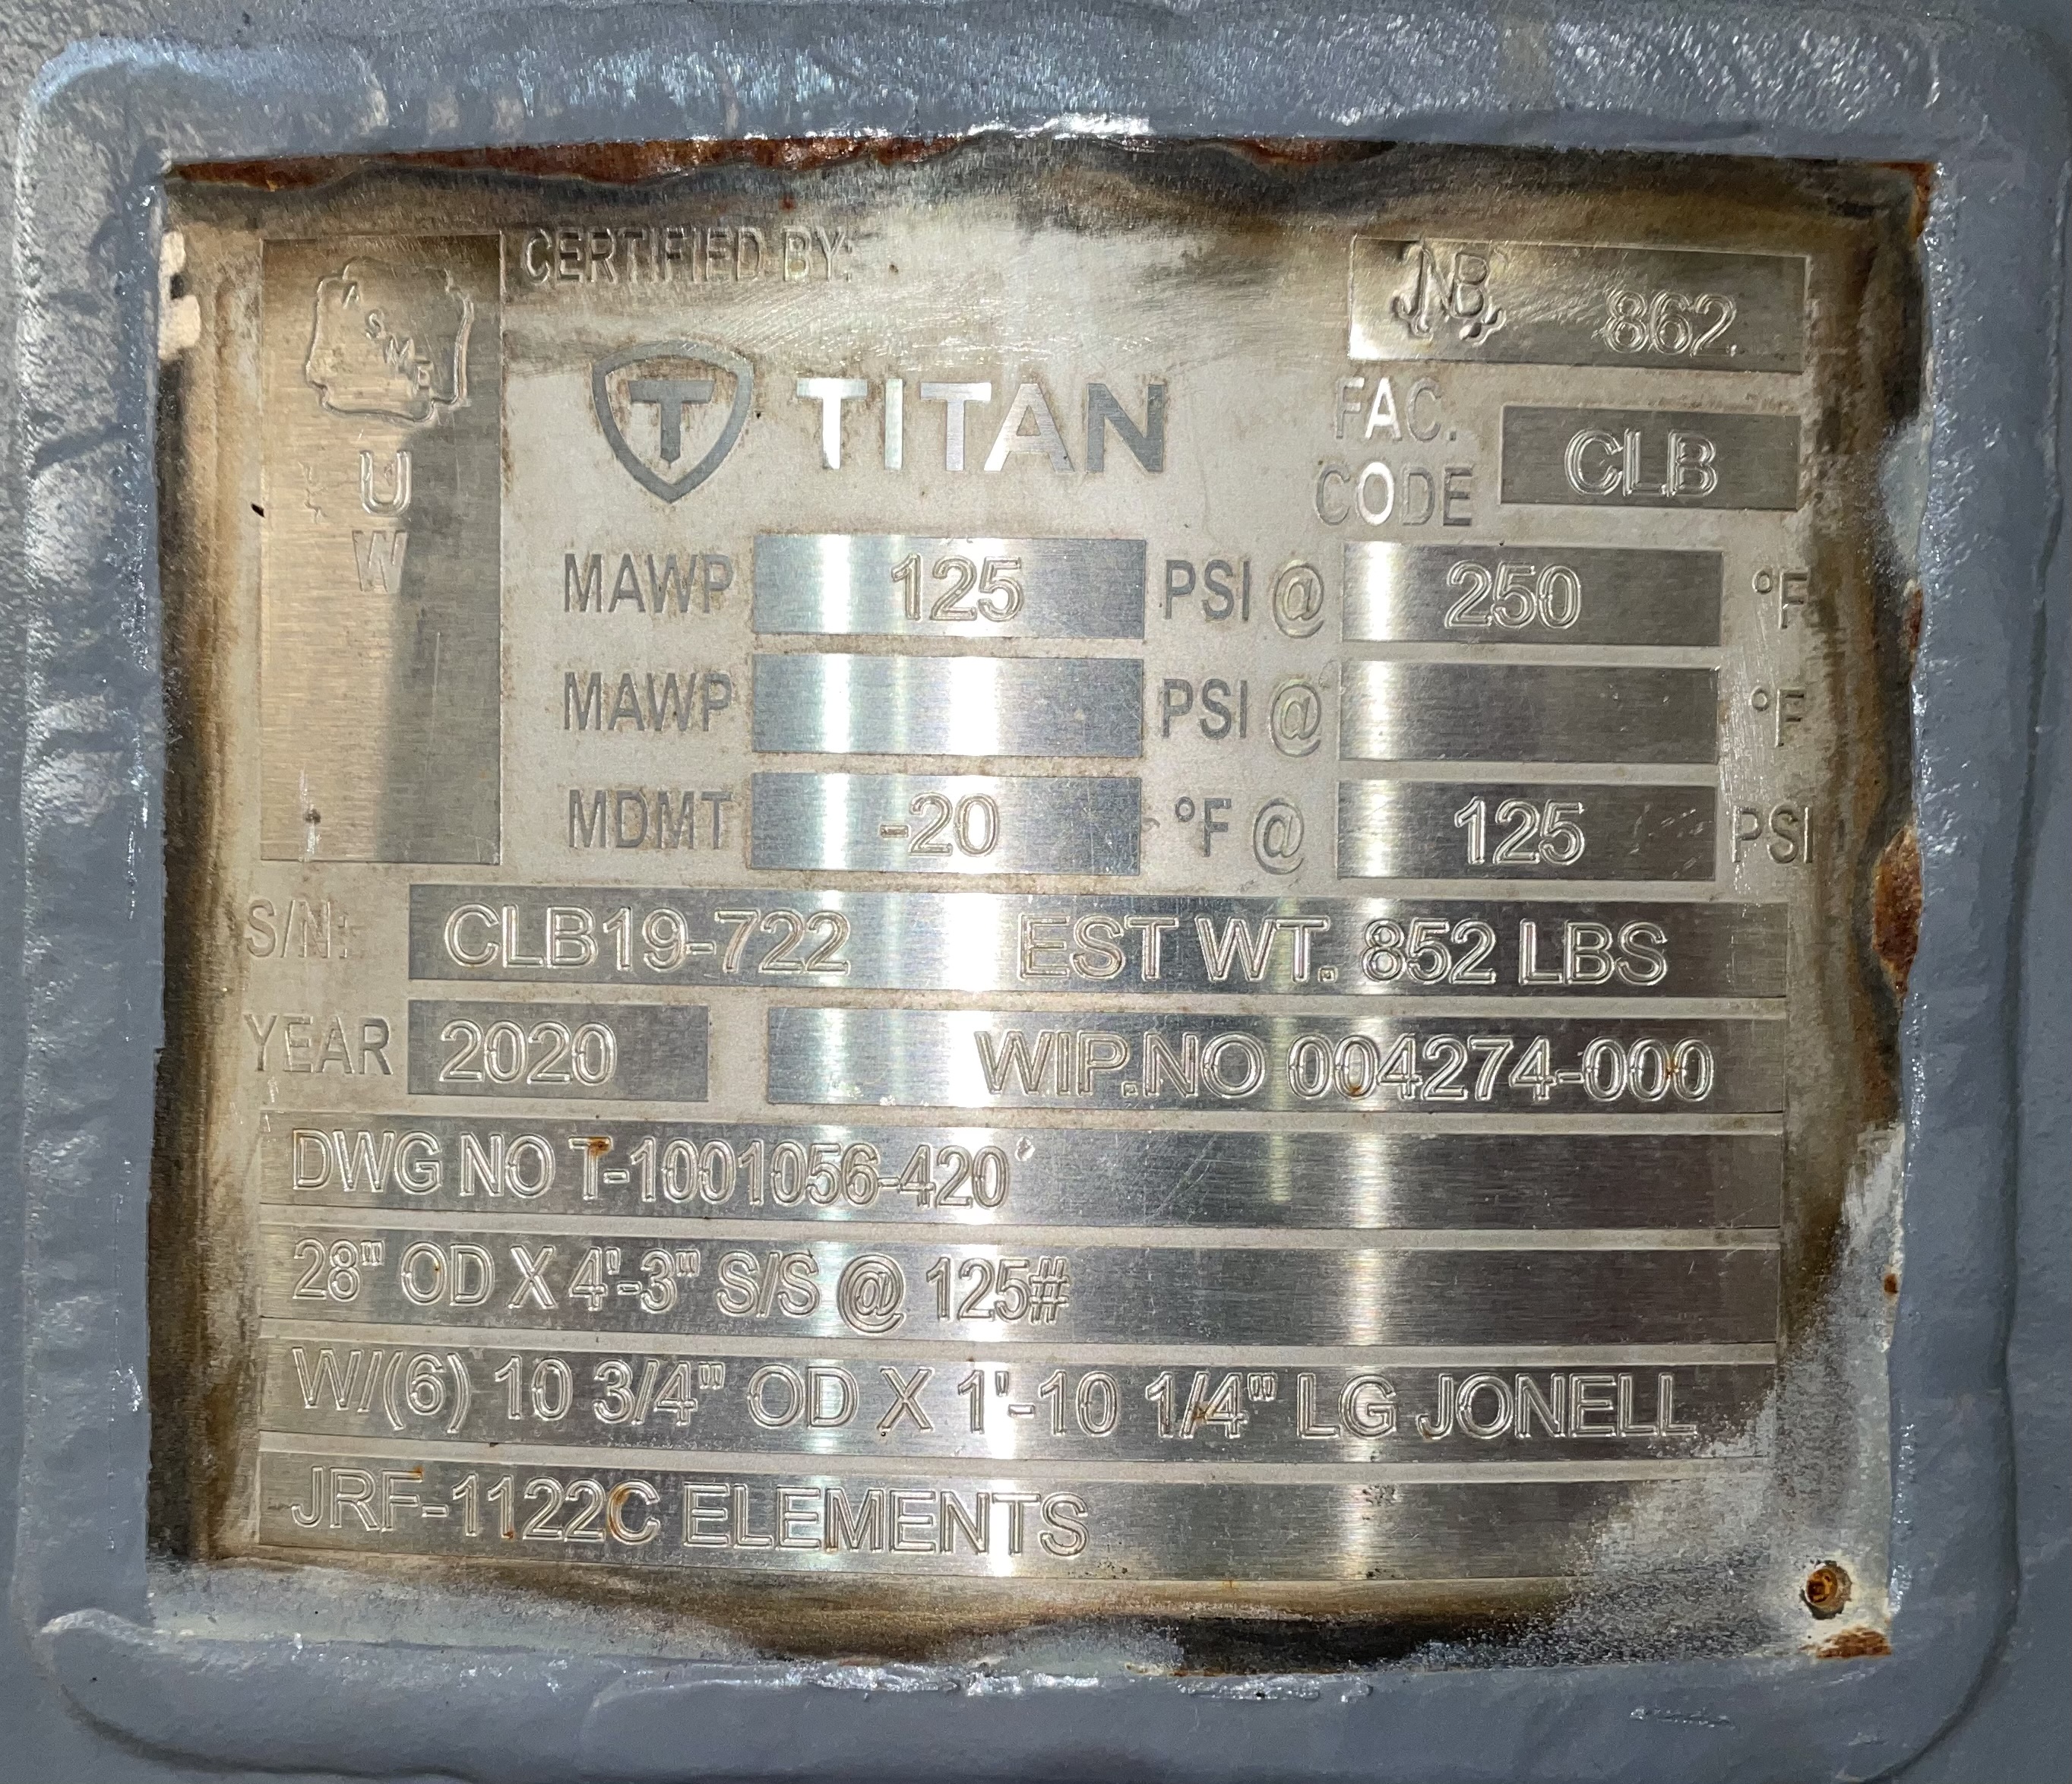 CERTIFIED BY:
ASME
U
W
T TITAN
NB 862
FAC. CODE CLB
MAWP 125 PSI @ 250 °F
MAWP PSI @ °F
MDMT -20 °F @ 125 PSI
S/N: CLB19-722 EST WT. 852 LBS
YEAR 2020 WIP.NO 004274-000
DWG NO T-1001056-420
28" OD X 4'-3" S/S @ 125#
W/(6) 10 3/4" OD X 1'-10 1/4" LG JONELL
JRF-1122C ELEMENTS